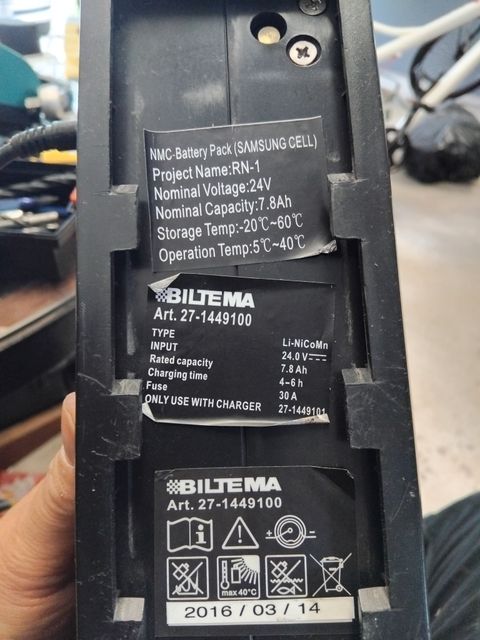 NMC-Battery Pack (SAMSUNG CELL)
Project Name:RN-1
Nominal Voltage:24V
Nominal Capacity:7.8Ah
Storage Temp:-20℃~60℃
Operation Temp:5℃~40℃
BILTEMA
Art. 27-1449100
TYPE Li-NiCoMn
INPUT 24.0 V
Rated capacity 7.8 Ah
Charging time 4-6 h
Fuse 30 A
ONLY USE WITH CHARGER 27-1449101
BILTEMA
Art. 27-1449100
max 40°C
2016 / 03 / 14